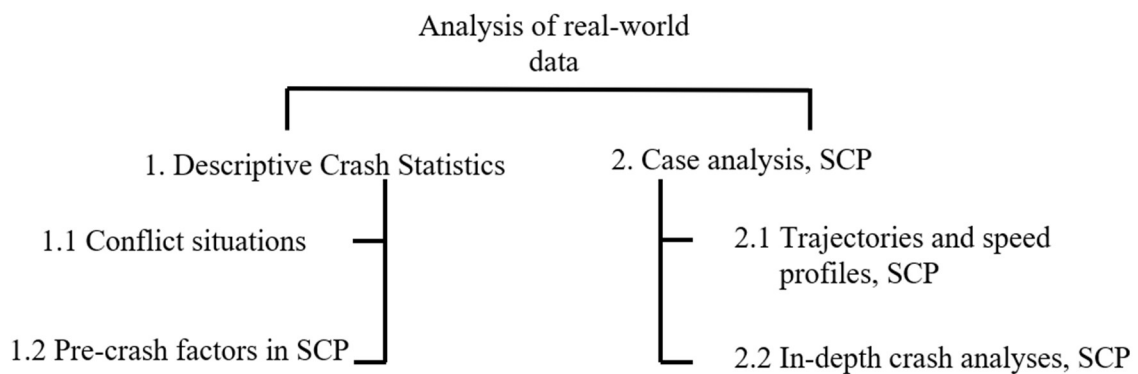 Analysis of real-world
data
1. Descriptive Crash Statistics
1.1 Conflict situations
1.2 Pre-crash factors in SCP
2. Case analysis, SCP
2.1 Trajectories and speed
profiles, SCP
2.2 In-depth crash analyses, SCP